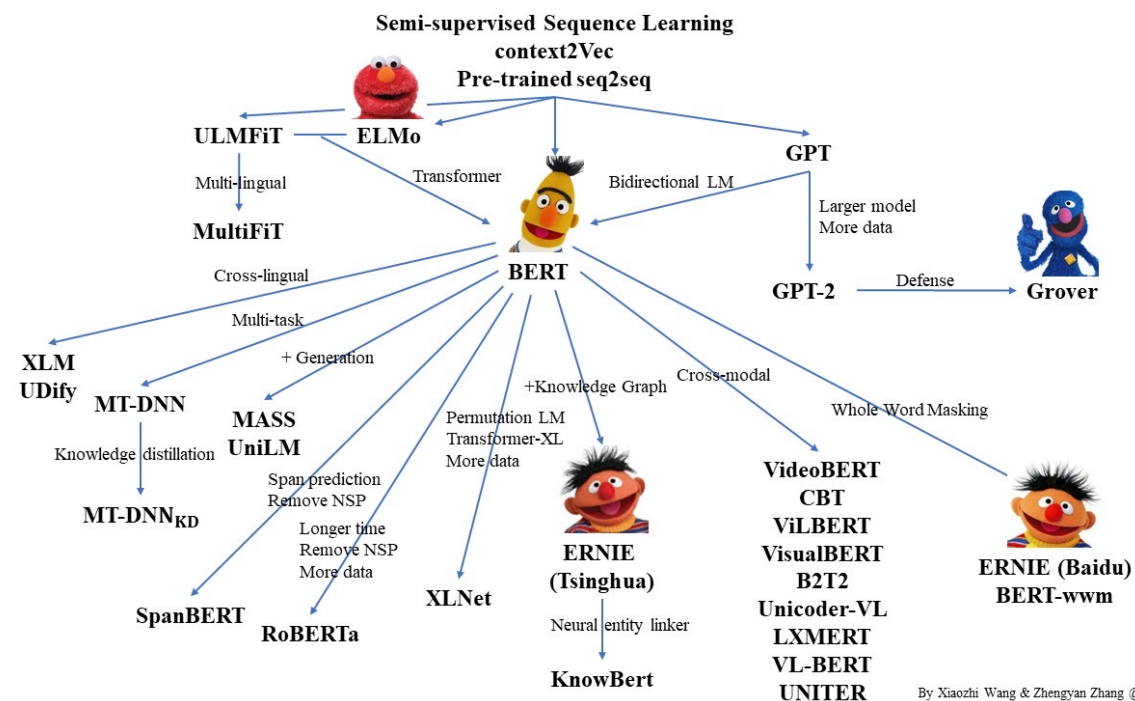 Semi-supervised Sequence Learning
context2Vec
Pre-trained seq2seq
ULMFiT
ELMo
GPT
Multi-lingual
Transformer
Bidirectional LM
Larger model
More data
MultiFiT
BERT
GPT-2
Defense
Grover
Cross-lingual
Multi-task
+ Generation
+Knowledge Graph
Cross-modal
Whole Word Masking
XLM
UDify
MT-DNN
MASS
UniLM
Permutation LM
Transformer-XL
More data
Knowledge distillation
MT-DNNKD
Span prediction
Remove NSP
Longer time
Remove NSP
More data
SpanBERT
RoBERTa
XLNet
ERNIE
(Tsinghua)
Neural entity linker
KnowBert
VideoBERT
CBT
ViLBERT
VisualBERT
B2T2
Unicoder-VL
LXMERT
VL-BERT
UNITER
ERNIE (Baidu)
BERT-wwm
By Xiaozhi Wang & Zhengyan Zhang @